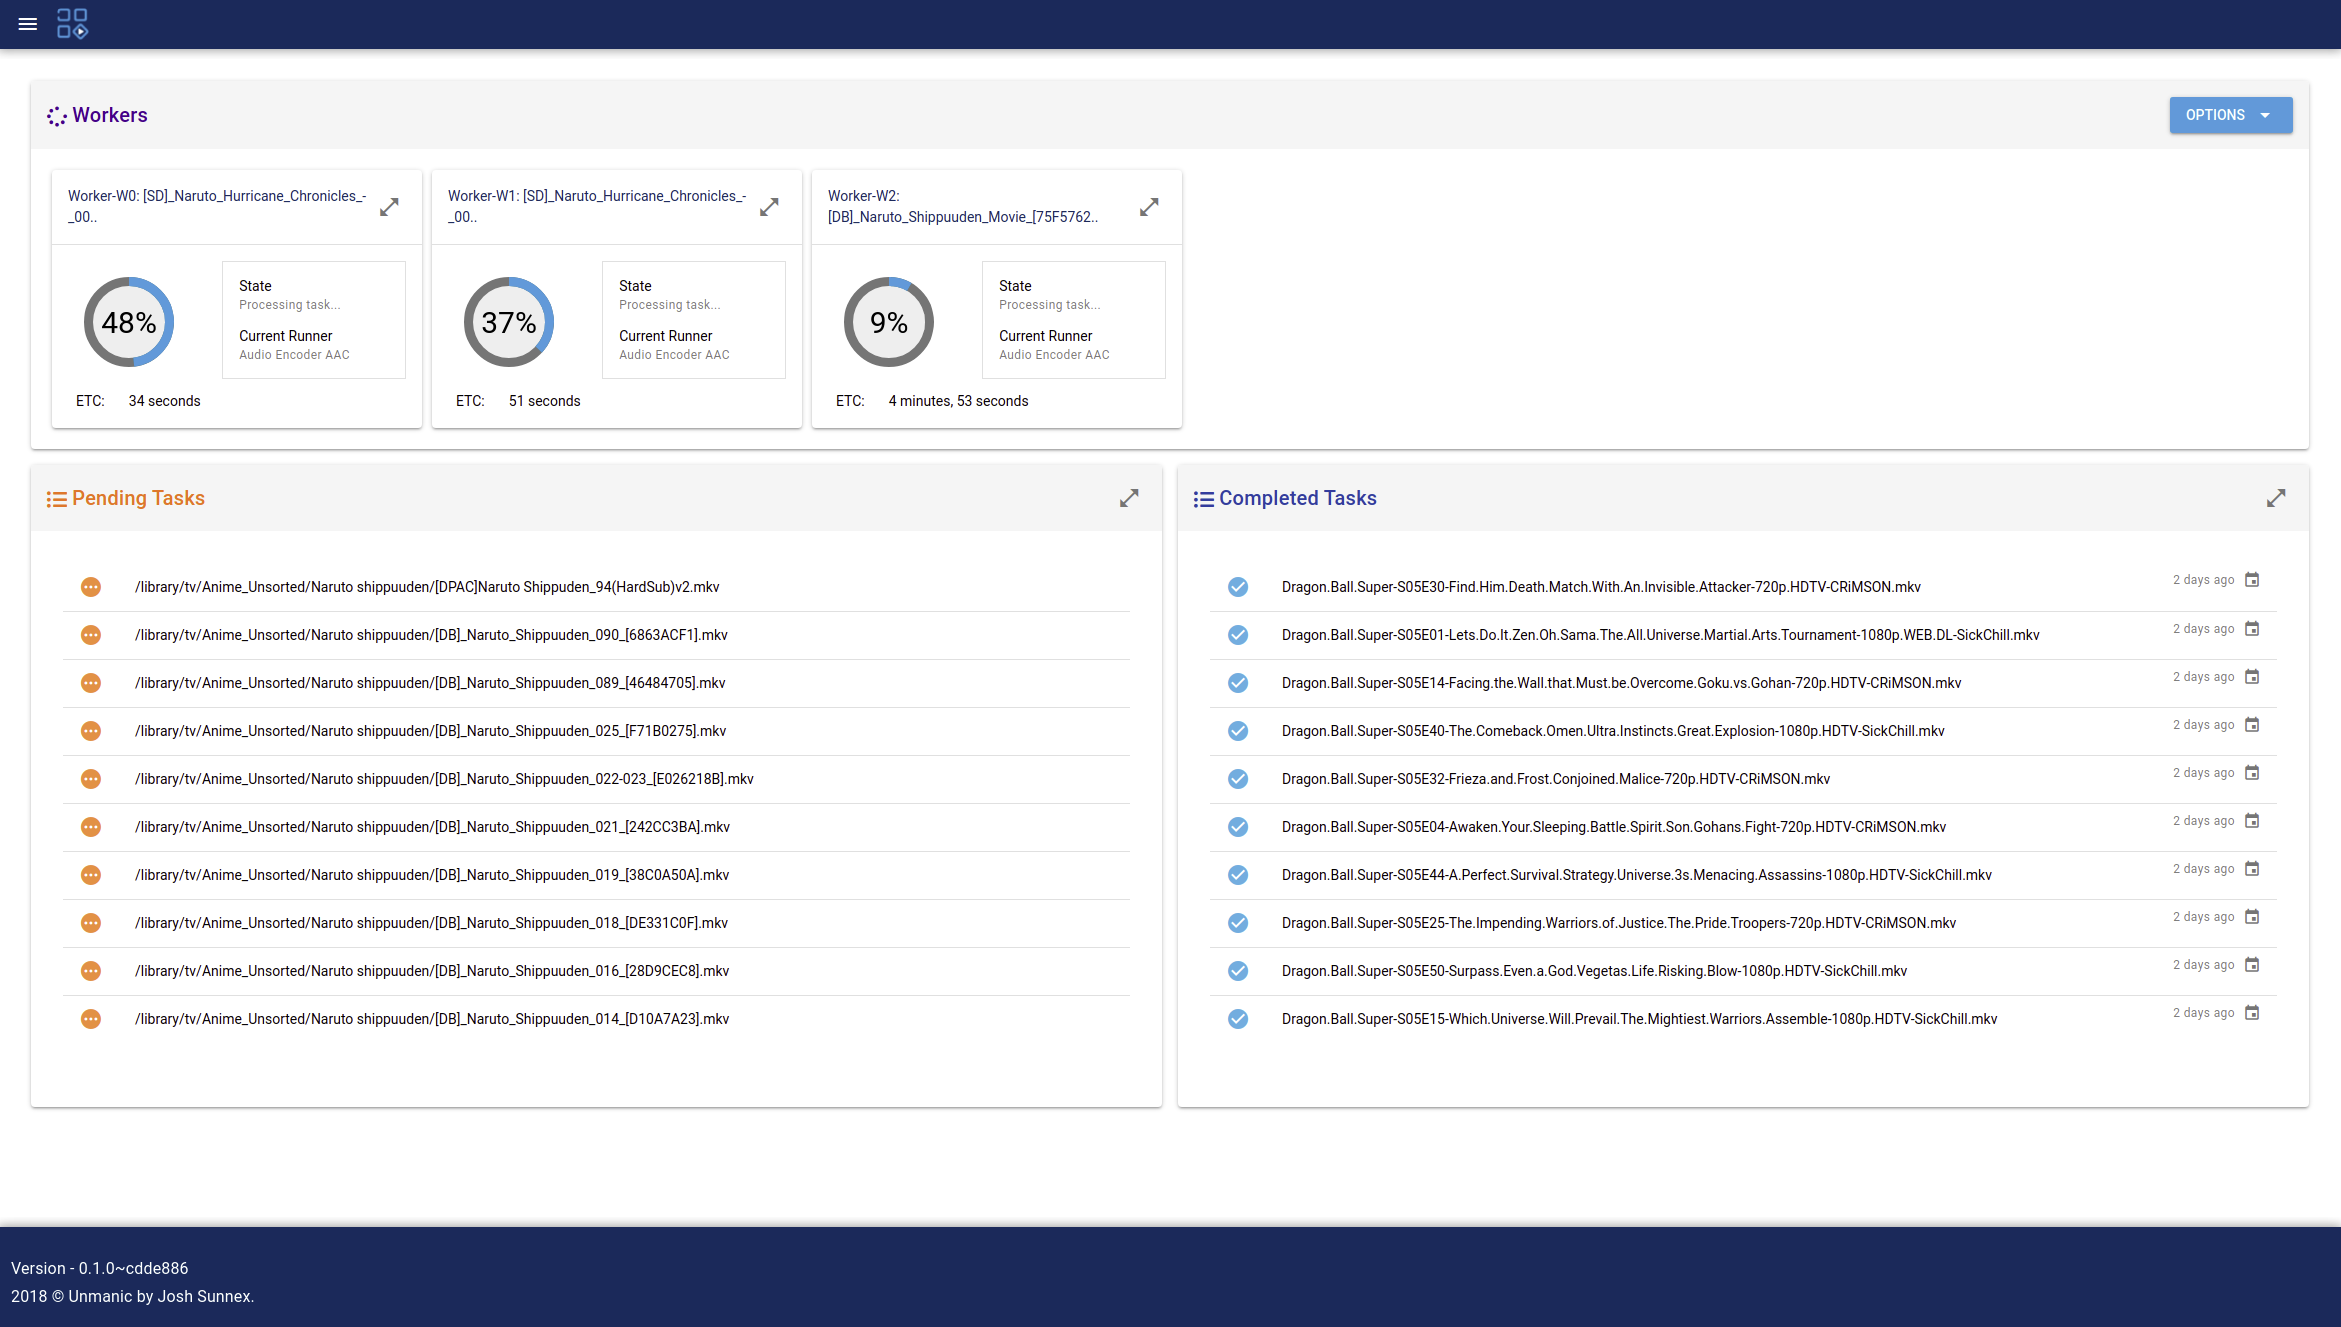 Workers
OPTIONS
Worker-W0: [SD]_Naruto_Hurricane_Chronicles_-
_00..
48%
State
Processing task...
Current Runner
Audio Encoder AAC
ETC: 34 seconds
Worker-W1: [SD]_Naruto_Hurricane_Chronicles_-
_00..
37%
State
Processing task...
Current Runner
Audio Encoder AAC
ETC: 51 seconds
Worker-W2:
[DB]_Naruto_Shippuuden_Movie_[75F5762..
9%
State
Processing task...
Current Runner
Audio Encoder AAC
ETC: 4 minutes, 53 seconds
Pending Tasks
/library/tv/Anime_Unsorted/Naruto shippuuden/[DPAC]Naruto Shippuden_94(HardSub)v2.mkv
/library/tv/Anime_Unsorted/Naruto shippuuden/[DB]_Naruto_Shippuuden_090_[6863ACF1].mkv
/library/tv/Anime_Unsorted/Naruto shippuuden/[DB]_Naruto_Shippuuden_089_[46484705].mkv
/library/tv/Anime_Unsorted/Naruto shippuuden/[DB]_Naruto_Shippuuden_025_[F71B0275].mkv
/library/tv/Anime_Unsorted/Naruto shippuuden/[DB]_Naruto_Shippuuden_022-023_[E026218B].mkv
/library/tv/Anime_Unsorted/Naruto shippuuden/[DB]_Naruto_Shippuuden_021_[242CC3BA].mkv
/library/tv/Anime_Unsorted/Naruto shippuuden/[DB]_Naruto_Shippuuden_019_[38C0A50A].mkv
/library/tv/Anime_Unsorted/Naruto shippuuden/[DB]_Naruto_Shippuuden_018_[DE331C0F].mkv
/library/tv/Anime_Unsorted/Naruto shippuuden/[DB]_Naruto_Shippuuden_016_[28D9CEC8].mkv
/library/tv/Anime_Unsorted/Naruto shippuuden/[DB]_Naruto_Shippuuden_014_[D10A7A23].mkv
Completed Tasks
Dragon.Ball.Super-S05E30-Find.Him.Death.Match.With.An.Invisible.Attacker-720p.HDTV-CRiMSON.mkv 2 days ago
Dragon.Ball.Super-S05E01-Lets.Do.It.Zen.Oh.Sama.The.All.Universe.Martial.Arts.Tournament-1080p.WEB.DL-SickChill.mkv 2 days ago
Dragon.Ball.Super-S05E14-Facing.the.Wall.that.Must.be.Overcome.Goku.vs.Gohan-720p.HDTV-CRiMSON.mkv 2 days ago
Dragon.Ball.Super-S05E40-The.Comeback.Omen.Ultra.Instincts.Great.Explosion-1080p.HDTV-SickChill.mkv 2 days ago
Dragon.Ball.Super-S05E32-Frieza.and.Frost.Conjoined.Malice-720p.HDTV-CRiMSON.mkv 2 days ago
Dragon.Ball.Super-S05E04-Awaken.Your.Sleeping.Battle.Spirit.Son.Gohans.Fight-720p.HDTV-CRiMSON.mkv 2 days ago
Dragon.Ball.Super-S05E44-A.Perfect.Survival.Strategy.Universe.3s.Menacing.Assassins-1080p.HDTV-SickChill.mkv 2 days ago
Dragon.Ball.Super-S05E25-The.Impending.Warriors.of.Justice.The.Pride.Troopers-720p.HDTV-CRiMSON.mkv 2 days ago
Dragon.Ball.Super-S05E50-Surpass.Even.a.God.Vegetas.Life.Risking.Blow-1080p.HDTV-SickChill.mkv 2 days ago
Dragon.Ball.Super-S05E15-Which.Universe.Will.Prevail.The.Mightiest.Warriors.Assemble-1080p.HDTV-SickChill.mkv 2 days ago
Version - 0.1.0~cdde886
2018 © Unmanic by Josh Sunnex.